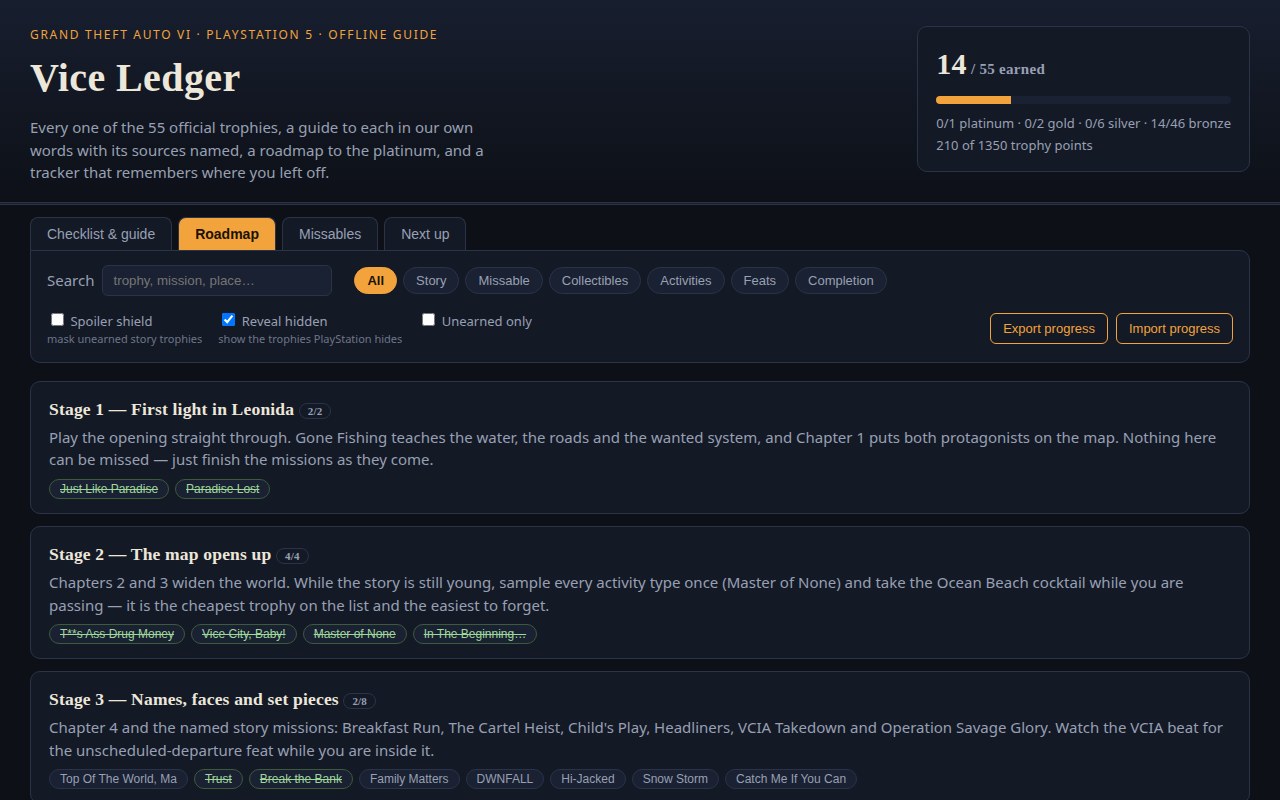 GRAND THEFT AUTO VI · PLAYSTATION 5 · OFFLINE GUIDE
Vice Ledger
Every one of the 55 official trophies, a guide to each in our own
words with its sources named, a roadmap to the platinum, and a
tracker that remembers where you left off.
14 / 55 earned
0/1 platinum · 0/2 gold · 0/6 silver · 14/46 bronze
210 of 1350 trophy points
Checklist & guide
Roadmap
Missables
Next up
Search
trophy, mission, place…
All
Story
Missable
Collectibles
Activities
Feats
Completion
Spoiler shield
mask unearned story trophies
Reveal hidden
show the trophies PlayStation hides
Unearned only
Export progress
Import progress
Stage 1 — First light in Leonida 2/2
Play the opening straight through. Gone Fishing teaches the water, the roads and the wanted system, and Chapter 1 puts both protagonists on the map. Nothing here
can be missed — just finish the missions as they come.
Just Like Paradise
Paradise Lost
Stage 2 — The map opens up 4/4
Chapters 2 and 3 widen the world. While the story is still young, sample every activity type once (Master of None) and take the Ocean Beach cocktail while you are
passing — it is the cheapest trophy on the list and the easiest to forget.
T**s Ass Drug Money
Vice City, Baby!
Master of None
In The Beginning…
Stage 3 — Names, faces and set pieces 2/8
Chapter 4 and the named story missions: Breakfast Run, The Cartel Heist, Child's Play, Headliners, VCIA Takedown and Operation Savage Glory. Watch the VCIA beat for
the unscheduled-departure feat while you are inside it.
Top Of The World, Ma
Trust
Break the Bank
Family Matters
DWNFALL
Hi-Jacked
Snow Storm
Catch Me If You Can